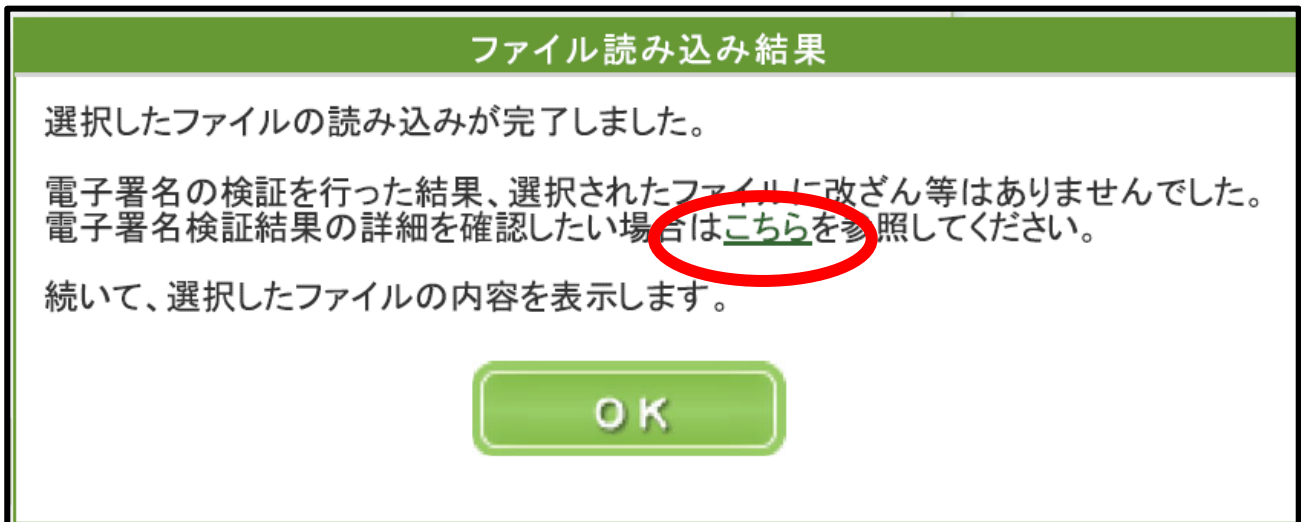 ファイル読み込み結果
選択したファイルの読み込みが完了しました。
電子署名の検証を行った結果、選択されたファイルに改ざん等はありませんでした。
電子署名検証結果の詳細を確認したい場合はこちらを参照してください。
続いて、選択したファイルの内容を表示します。
OK